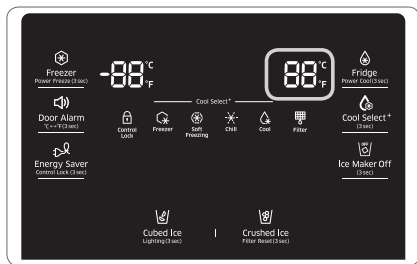 Freezer
Power Freeze (3 sec)
-88 °C
°F
88 °C
°F
Fridge
Power Cool (3 sec)
Door Alarm
°C ↔ °F (3 sec)
Cool Select+
Control
Lock
Freezer
Soft
Freezing
Chill
Cool
Filter
Cool Select+
(3 sec)
Energy Saver
Control Lock (3 sec)
OFF
Ice Maker Off
(3 sec)
Cubed Ice
Lighting (3 sec)
|
Crushed Ice
Filter Reset (3 sec)